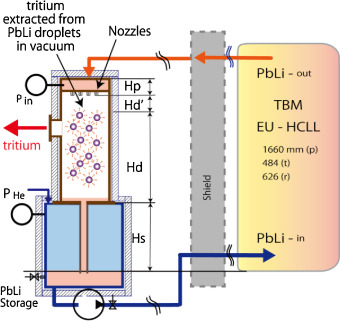 tritium
extracted from
PbLi droplets
in vacuum
Nozzles
P in
Hp
Hd'
tritium
Hd
P He
Hs
PbLi
Storage
Shield
PbLi - out
TBM
EU - HCLL
1660 mm (p)
484 (t)
626 (r)
PbLi - in